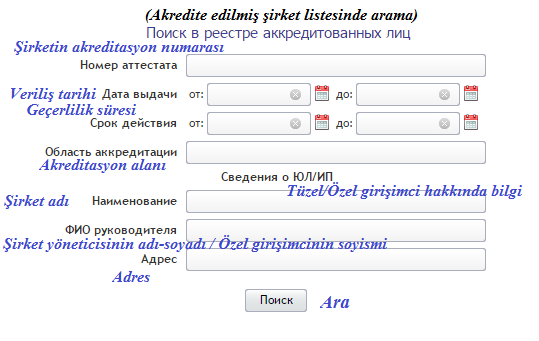 (Akredite edilmiş şirket listesinde arama)
Поиск в реестре аккредитованных лиц
Şirketin akreditasyon numarası
Номер аттестата
Veriliş tarihi Дата выдачи от: до:
Geçerlilik süresi
Срок действия от: до:
Область аккредитации
Akreditasyon alanı
Сведения о ЮЛ/ИП
Tüzel/Özel girişimci hakkında bilgi
Şirket adı Наименование
ФИО руководителя
Şirket yöneticisinin adı-soyadı / Özel girişimcinin soyismi
Адрес
Adres
Поиск Ara